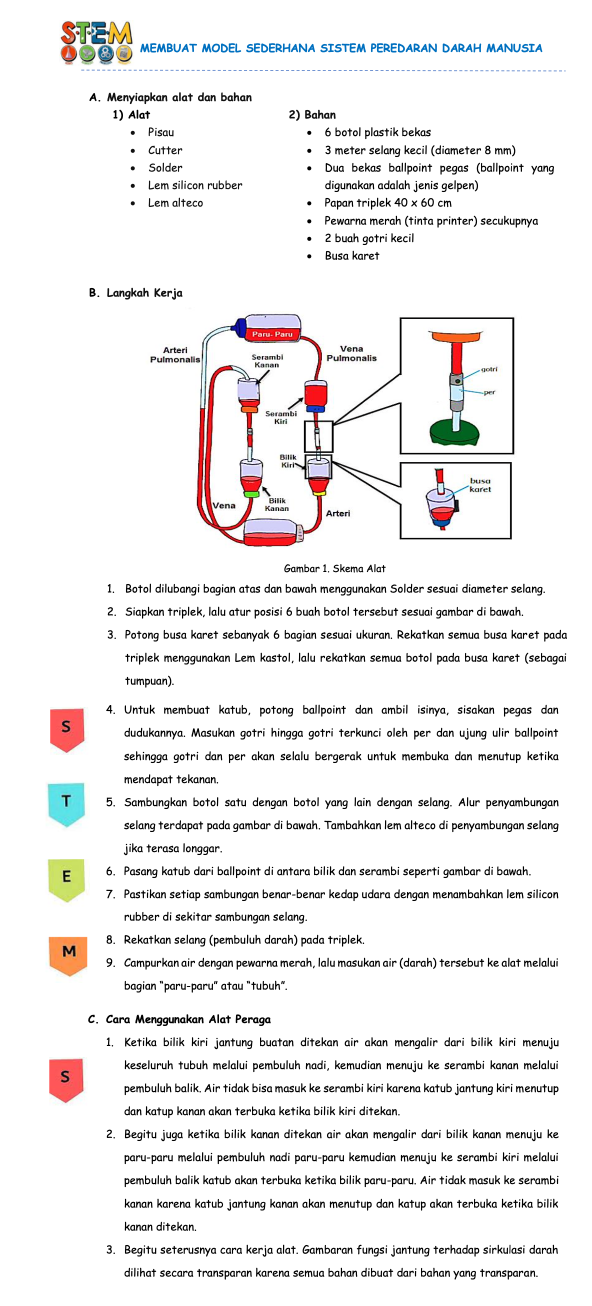 STEM
MEMBUAT MODEL SEDERHANA SISTEM PEREDARAN DARAH MANUSIA
A. Menyiapkan alat dan bahan
1) Alat
• Pisau
• Cutter
• Solder
• Lem silicon rubber
• Lem alteco
2) Bahan
• 6 botol plastik bekas
• 3 meter selang kecil (diameter 8 mm)
• Dua bekas ballpoint pegas (ballpoint yang
digunakan adalah jenis gelpen)
• Papan triplek 40 x 60 cm
• Pewarna merah (tinta printer) secukupnya
• 2 buah gotri kecil
• Busa karet
B. Langkah Kerja
Paru- Paru
Arteri
Pulmonalis
Serambi
Kanan
Vena
Pulmonalis
gotri
per
Serambi
Kiri
Bilik
Kiri
busa
karet
Vena
Bilik
Kanan
Arteri
Gambar 1. Skema Alat
1. Botol dilubangi bagian atas dan bawah menggunakan Solder sesuai diameter selang.
2. Siapkan triplek, lalu atur posisi 6 buah botol tersebut sesuai gambar di bawah.
3. Potong busa karet sebanyak 6 bagian sesuai ukuran. Rekatkan semua busa karet pada
triplek menggunakan Lem kastol, lalu rekatkan semua botol pada busa karet (sebagai
tumpuan).
S
4. Untuk membuat katub, potong ballpoint dan ambil isinya, sisakan pegas dan
dudukannya. Masukan gotri hingga gotri terkunci oleh per dan ujung ulir ballpoint
sehingga gotri dan per akan selalu bergerak untuk membuka dan menutup ketika
mendapat tekanan.
T
5. Sambungkan botol satu dengan botol yang lain dengan selang. Alur penyambungan
selang terdapat pada gambar di bawah. Tambahkan lem alteco di penyambungan selang
jika terasa longgar.
E
6. Pasang katub dari ballpoint di antara bilik dan serambi seperti gambar di bawah.
7. Pastikan setiap sambungan benar-benar kedap udara dengan menambahkan lem silicon
rubber di sekitar sambungan selang.
M
8. Rekatkan selang (pembuluh darah) pada triplek.
9. Campurkan air dengan pewarna merah, lalu masukan air (darah) tersebut ke alat melalui
bagian “paru-paru” atau “tubuh”.
C. Cara Menggunakan Alat Peraga
S
1. Ketika bilik kiri jantung buatan ditekan air akan mengalir dari bilik kiri menuju
keseluruh tubuh melalui pembuluh nadi, kemudian menuju ke serambi kanan melalui
pembuluh balik. Air tidak bisa masuk ke serambi kiri karena katub jantung kiri menutup
dan katup kanan akan terbuka ketika bilik kiri ditekan.
2. Begitu juga ketika bilik kanan ditekan air akan mengalir dari bilik kanan menuju ke
paru-paru melalui pembuluh nadi paru-paru kemudian menuju ke serambi kiri melalui
pembuluh balik katub akan terbuka ketika bilik paru-paru. Air tidak masuk ke serambi
kanan karena katub jantung kanan akan menutup dan katup akan terbuka ketika bilik
kanan ditekan.
3. Begitu seterusnya cara kerja alat. Gambaran fungsi jantung terhadap sirkulasi darah
dilihat secara transparan karena semua bahan dibuat dari bahan yang transparan.